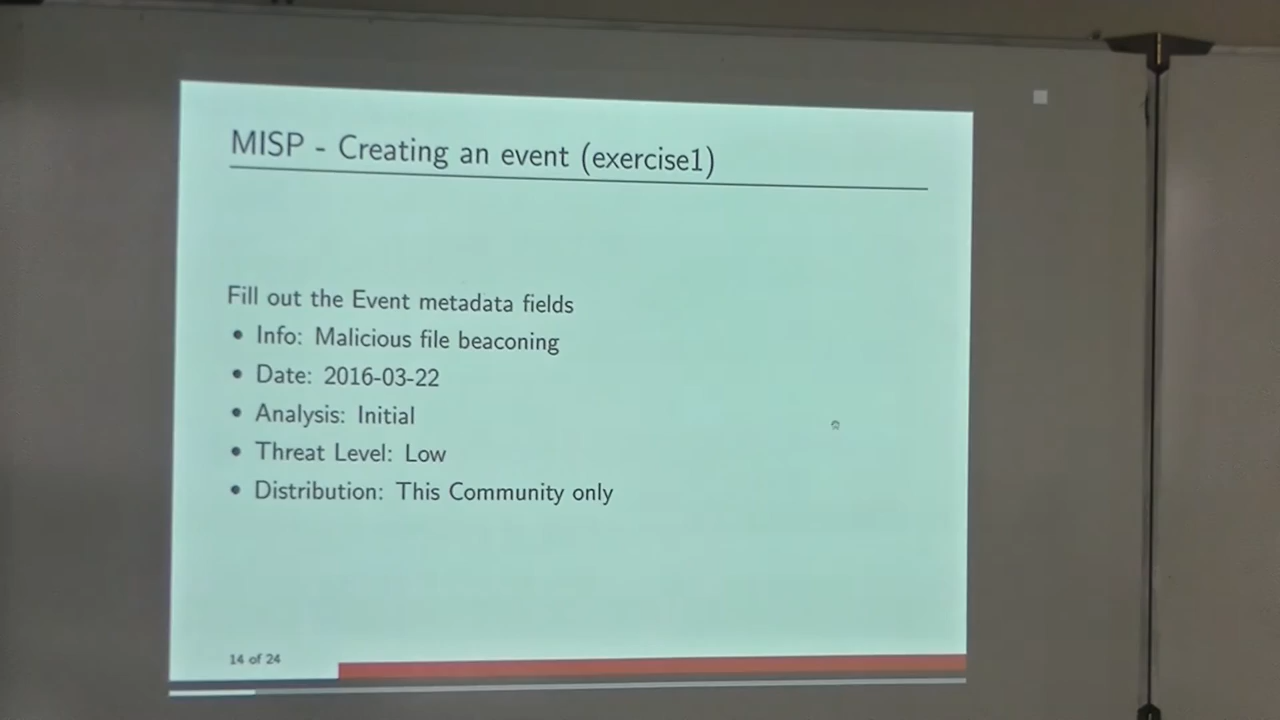 MISP - Creating an event (exercise1)
Fill out the Event metadata fields
• Info: Malicious file beaconing
• Date: 2016-03-22
• Analysis: Initial
• Threat Level: Low
• Distribution: This Community only
14 of 24